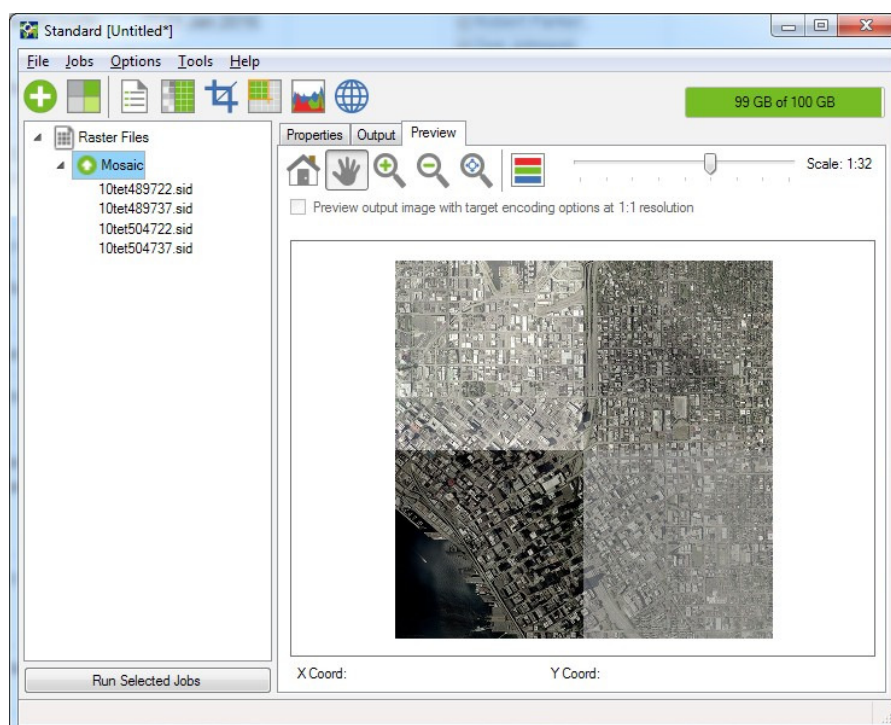 Standard [Untitled*]
File Jobs Options Tools Help
99 GB of 100 GB
Raster Files
Mosaic
10tet489722.sid
10tet489737.sid
10tet504722.sid
10tet504737.sid
Properties Output Preview
Scale: 1:32
Preview output image with target encoding options at 1:1 resolution
X Coord: Y Coord:
Run Selected Jobs